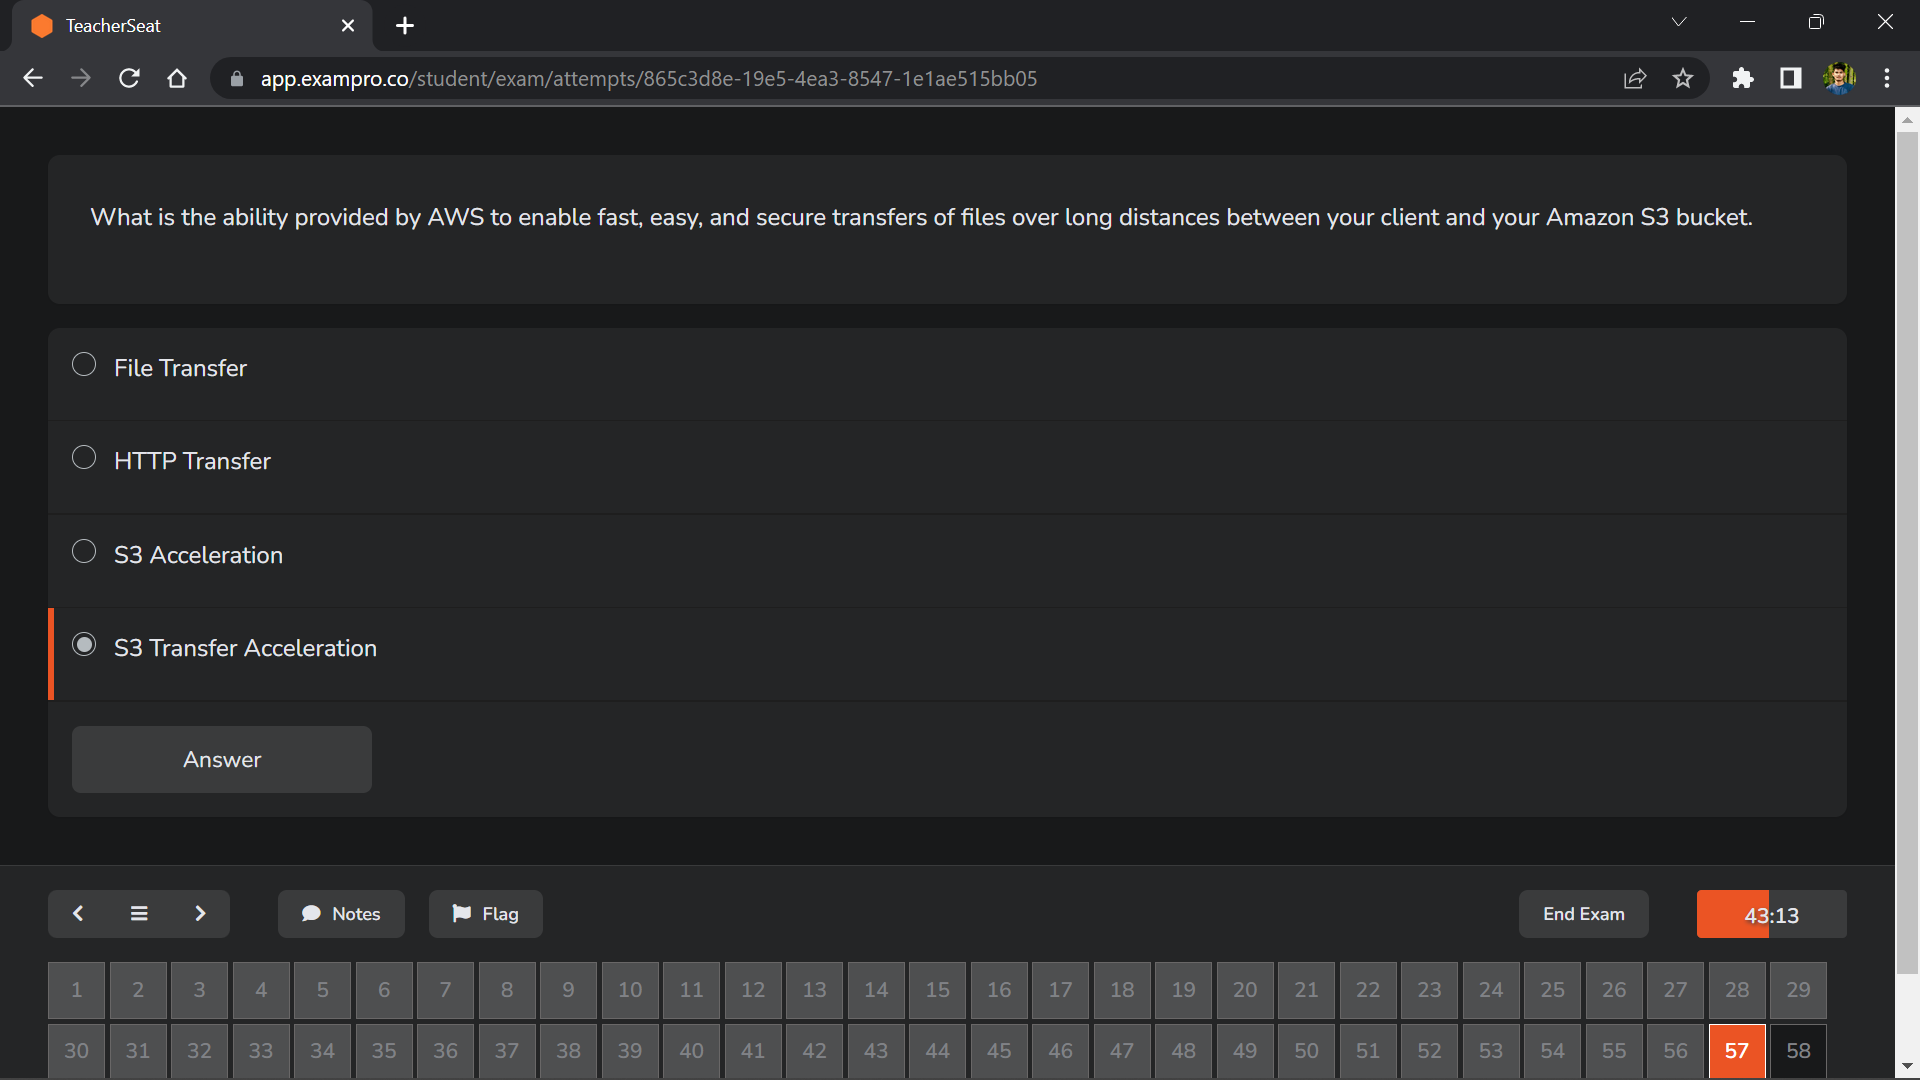 TeacherSeat
app.exampro.co/student/exam/attempts/865c3d8e-19e5-4ea3-8547-1e1ae515bb05
What is the ability provided by AWS to enable fast, easy, and secure transfers of files over long distances between your client and your Amazon S3 bucket.
File Transfer
HTTP Transfer
S3 Acceleration
S3 Transfer Acceleration
Answer
Notes Flag End Exam 43:13
1 2 3 4 5 6 7 8 9 10 11 12 13 14 15 16 17 18 19 20 21 22 23 24 25 26 27 28 29
30 31 32 33 34 35 36 37 38 39 40 41 42 43 44 45 46 47 48 49 50 51 52 53 54 55 56 57 58